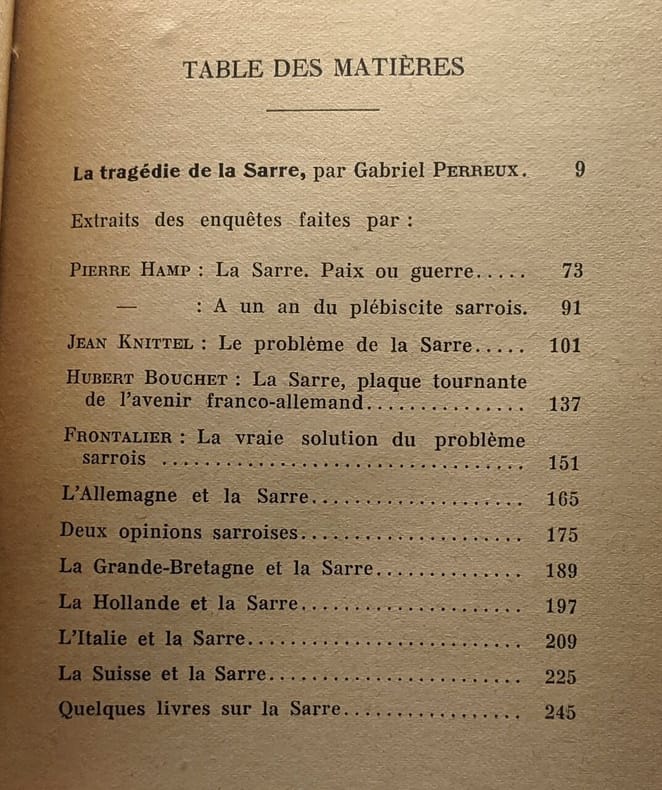 TABLE DES MATIÈRES
La tragédie de la Sarre, par Gabriel PERREUX. 9
Extraits des enquêtes faites par :
PIERRE HAMP : La Sarre. Paix ou guerre..... 73
— : A un an du plébiscite sarrois. 91
JEAN KNITTEL : Le problème de la Sarre..... 101
HUBERT BOUCHET : La Sarre, plaque tournante
de l'avenir franco-allemand............... 137
FRONTALIER : La vraie solution du problème
sarrois .................................. 151
L'Allemagne et la Sarre..................... 165
Deux opinions sarroises...................... 175
La Grande-Bretagne et la Sarre.............. 189
La Hollande et la Sarre...................... 197
L'Italie et la Sarre........................... 209
La Suisse et la Sarre......................... 225
Quelques livres sur la Sarre................. 245